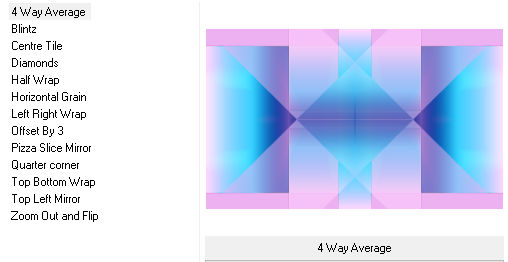 4 Way Average
Blintz
Centre Tile
Diamonds
Half Wrap
Horizontal Grain
Left Right Wrap
Offset By 3
Pizza Slice Mirror
Quarter corner
Top Bottom Wrap
Top Left Mirror
Zoom Out and Flip
4 Way Average